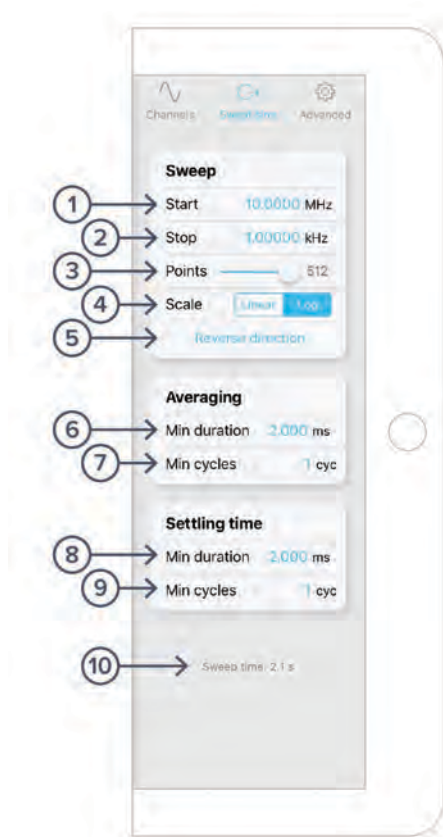 Channels Swept sine Advanced
Sweep
1 Start 10.0000 MHz
2 Stop 1.00000 kHz
3 Points 512
4 Scale Linear Log
5 Reverse direction
Averaging
6 Min duration 2.000 ms
7 Min cycles 1 cyc
Settling time
8 Min duration 2.000 ms
9 Min cycles 1 cyc
10 Sweep time: 2.1 s